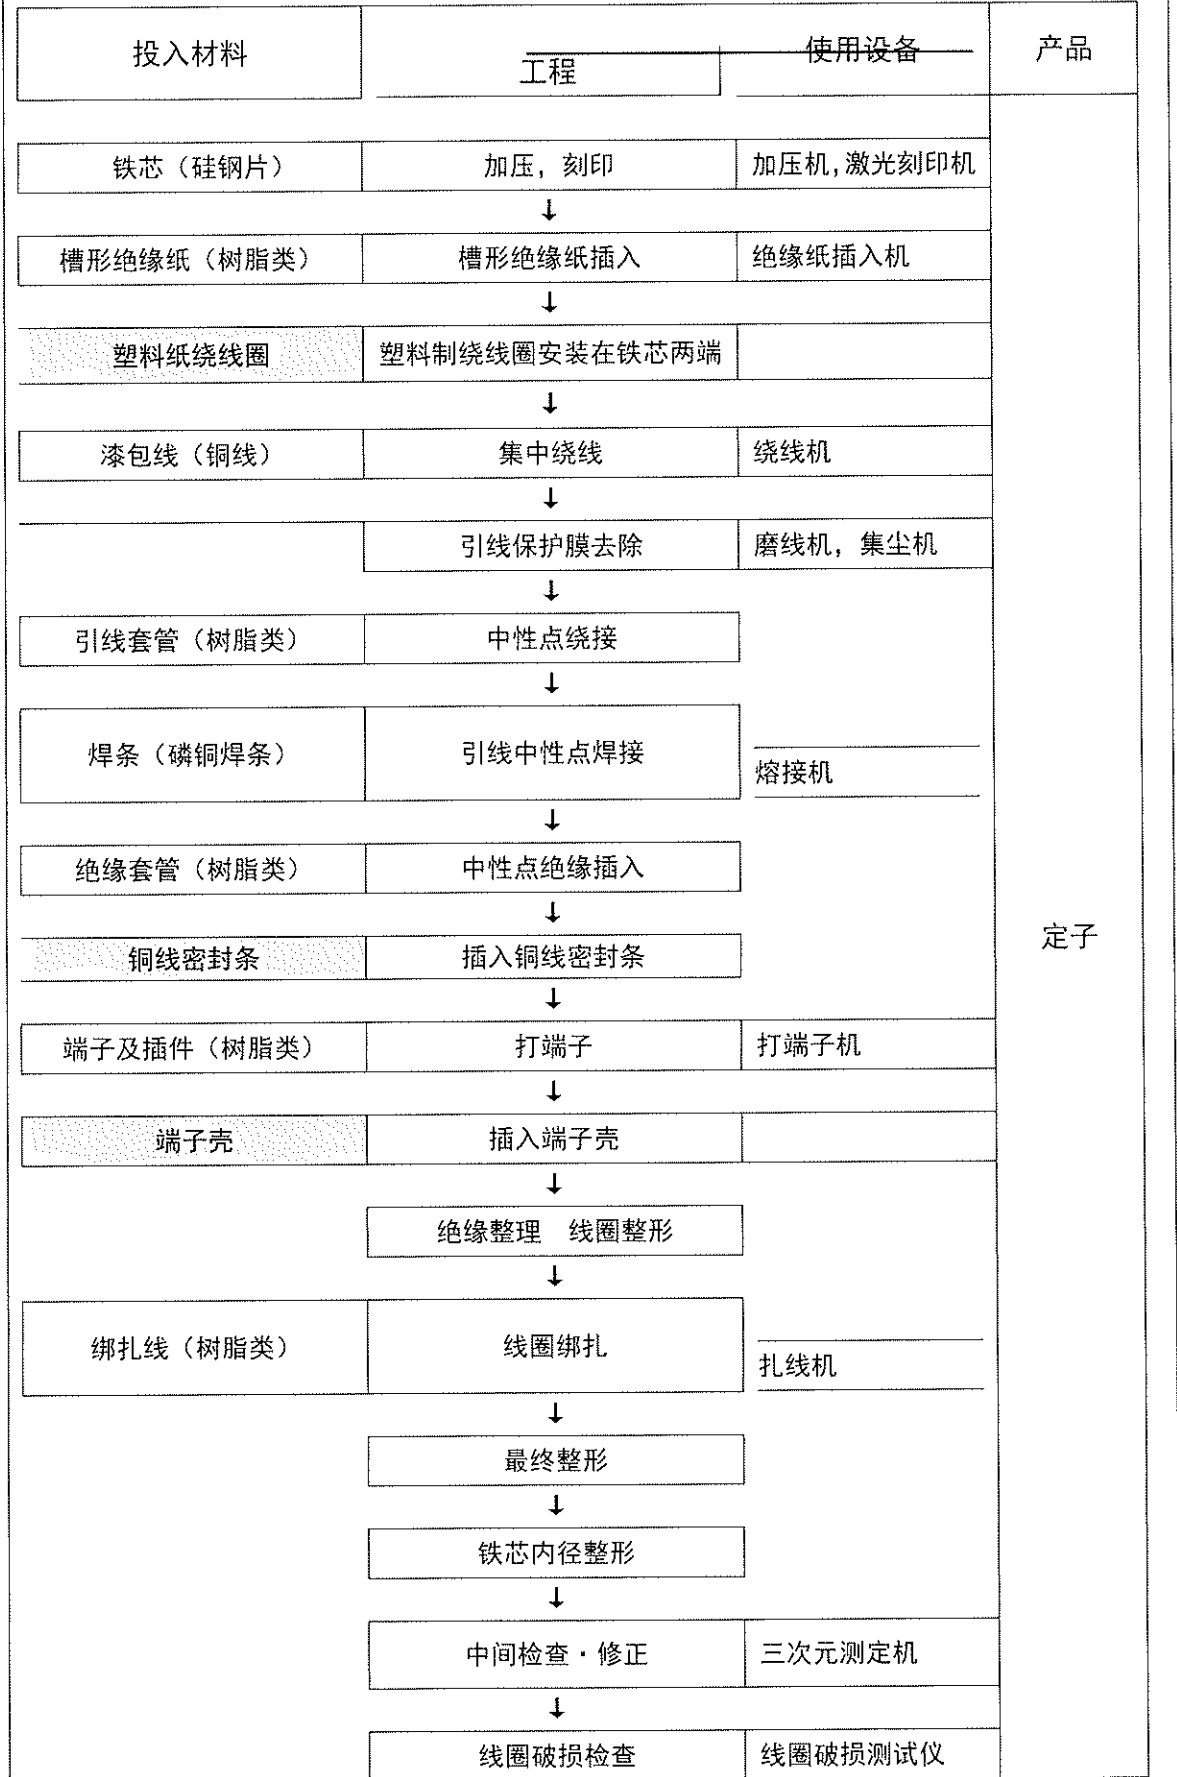 投入材料
工程
使用设备
产品
铁芯（硅钢片）
加压，刻印
加压机,激光刻印机
↓
槽形绝缘纸（树脂类）
槽形绝缘纸插入
绝缘纸插入机
↓
塑料纸绕线圈
塑料制绕线圈安装在铁芯两端
↓
漆包线（铜线）
集中绕线
绕线机
↓
引线保护膜去除
磨线机，集尘机
↓
引线套管（树脂类）
中性点绕接
↓
焊条（磷铜焊条）
引线中性点焊接
熔接机
↓
绝缘套管（树脂类）
中性点绝缘插入
↓
定子
铜线密封条
插入铜线密封条
↓
端子及插件（树脂类）
打端子
打端子机
↓
端子壳
插入端子壳
↓
绝缘整理　线圈整形
↓
绑扎线（树脂类）
线圈绑扎
扎线机
↓
最终整形
↓
铁芯内径整形
↓
中间检查·修正
三次元测定机
↓
线圈破损检查
线圈破损测试仪